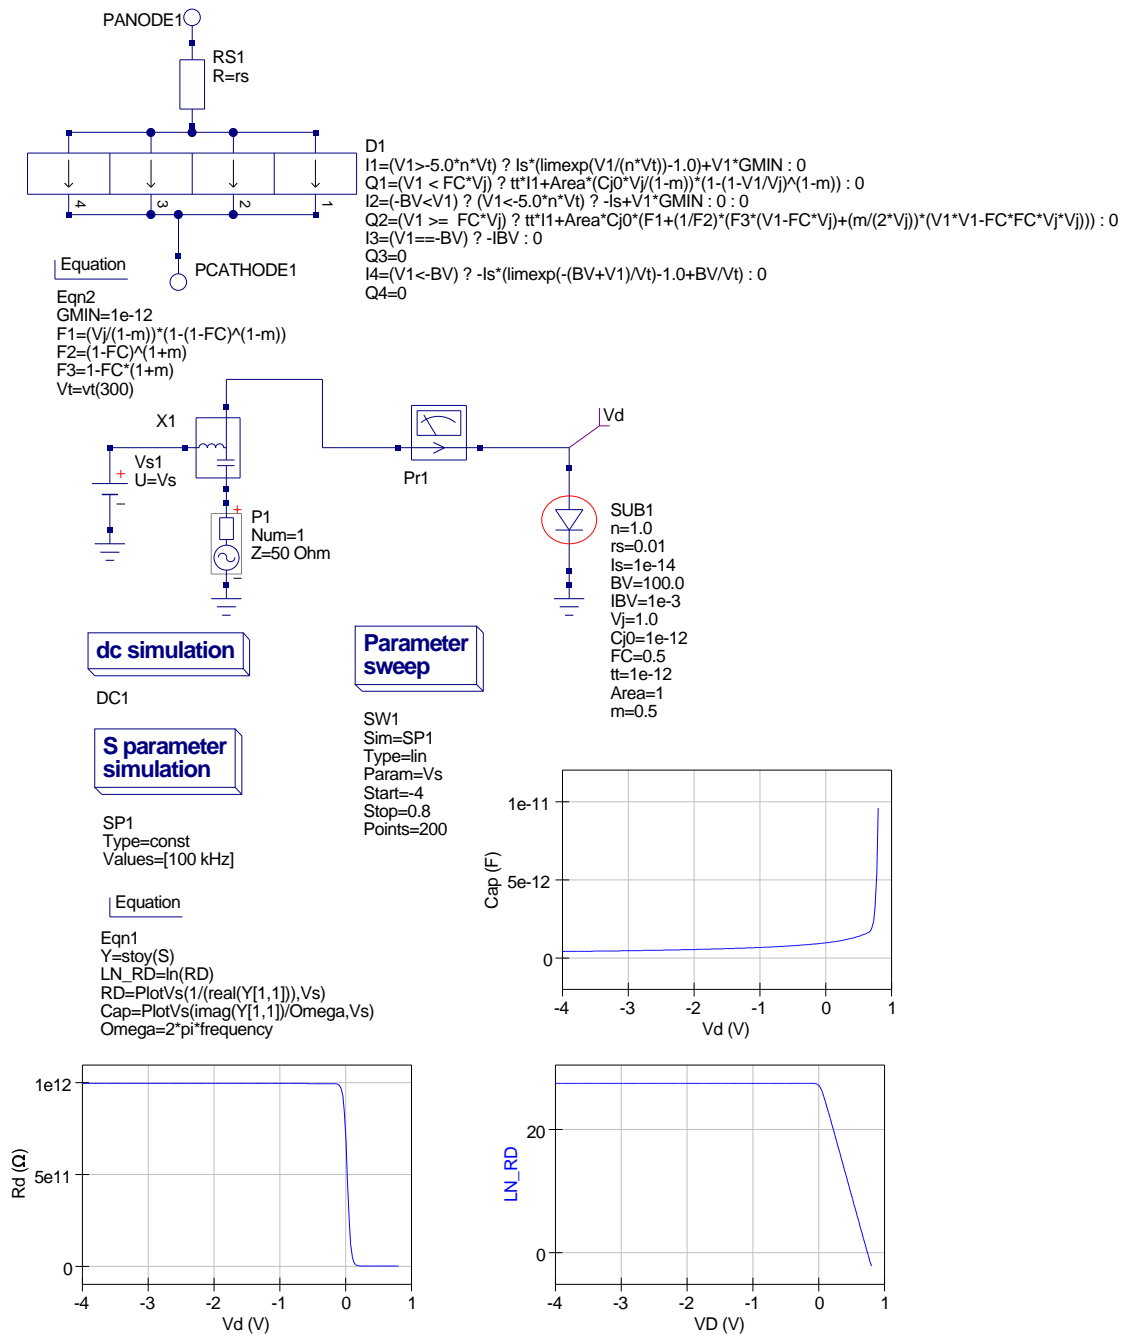 PANODE1
RS1
R=rs
4
3
2
1
D1
I1=(V1>-5.0*n*Vt) ? Is*(limexp(V1/(n*Vt))-1.0)+V1*GMIN : 0
Q1=(V1 < FC*Vj) ? tt*I1+Area*(Cj0*Vj/(1-m))*(1-(1-V1/Vj)^(1-m)) : 0
I2=(-BV<V1) ? (V1<-5.0*n*Vt) ? -Is+V1*GMIN : 0 : 0
Q2=(V1 >= FC*Vj) ? tt*I1+Area*Cj0*(F1+(1/F2)*(F3*(V1-FC*Vj)+(m/(2*Vj))*(V1*V1-FC*FC*Vj*Vj))) : 0
I3=(V1==-BV) ? -IBV : 0
Q3=0
I4=(V1<-BV) ? -Is*(limexp(-(BV+V1)/Vt)-1.0+BV/Vt) : 0
Q4=0
PCATHODE1
Equation
Eqn2
GMIN=1e-12
F1=(Vj/(1-m))*(1-(1-FC)^(1-m))
F2=(1-FC)^(1+m)
F3=1-FC*(1+m)
Vt=vt(300)
X1
Vs1
U=Vs
P1
Num=1
Z=50 Ohm
Pr1
Vd
SUB1
n=1.0
rs=0.01
Is=1e-14
BV=100.0
IBV=1e-3
Vj=1.0
Cj0=1e-12
FC=0.5
tt=1e-12
Area=1
m=0.5
dc simulation
DC1
Parameter
sweep
SW1
Sim=SP1
Type=lin
Param=Vs
Start=-4
Stop=0.8
Points=200
S parameter
simulation
SP1
Type=const
Values=[100 kHz]
Equation
Eqn1
Y=stoy(S)
LN_RD=ln(RD)
RD=PlotVs(1/(real(Y[1,1])),Vs)
Cap=PlotVs(imag(Y[1,1])/Omega,Vs)
Omega=2*pi*frequency
Cap (F)
1e-11
5e-12
0
-4 -3 -2 -1 0 1
Vd (V)
Rd (Ω)
1e12
5e11
0
-4 -3 -2 -1 0 1
Vd (V)
LN_RD
20
0
-4 -3 -2 -1 0 1
VD (V)